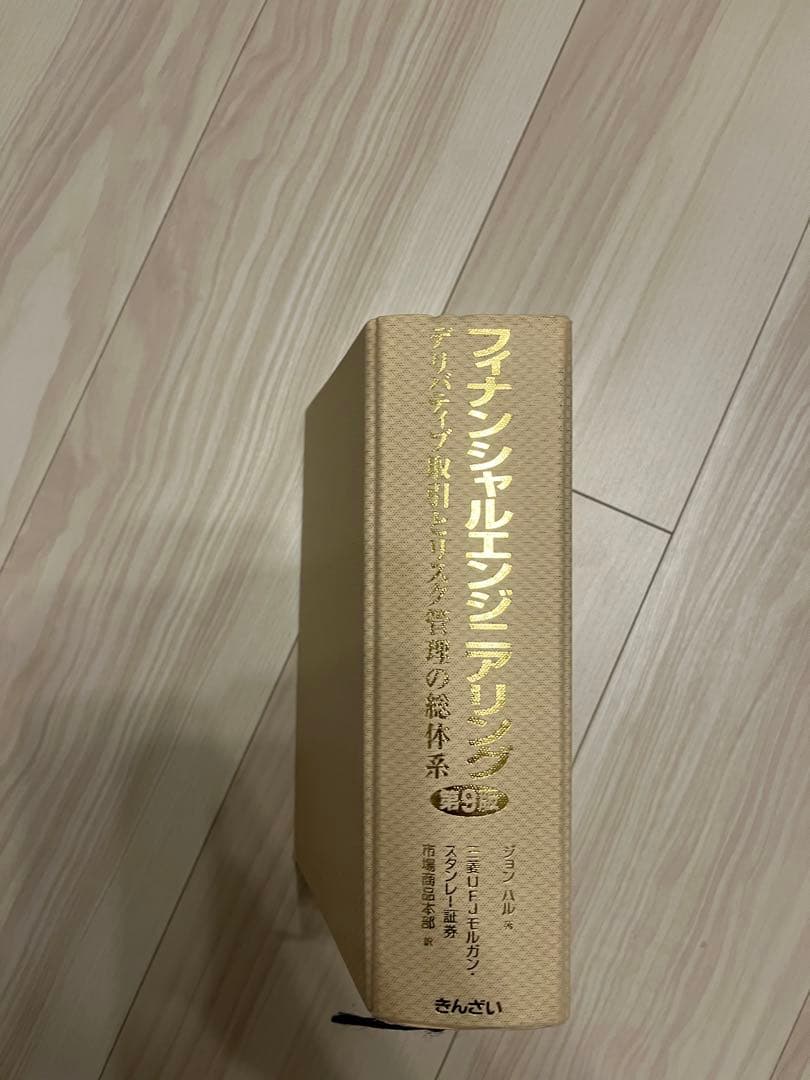 フィナンシャルエンジニアリング
デリバティブ取引とリスク管理の総体系
第9版
ジョン ハル 著
三菱UFJモルガン・
スタンレー証券
市場商品本部 訳
きんざい